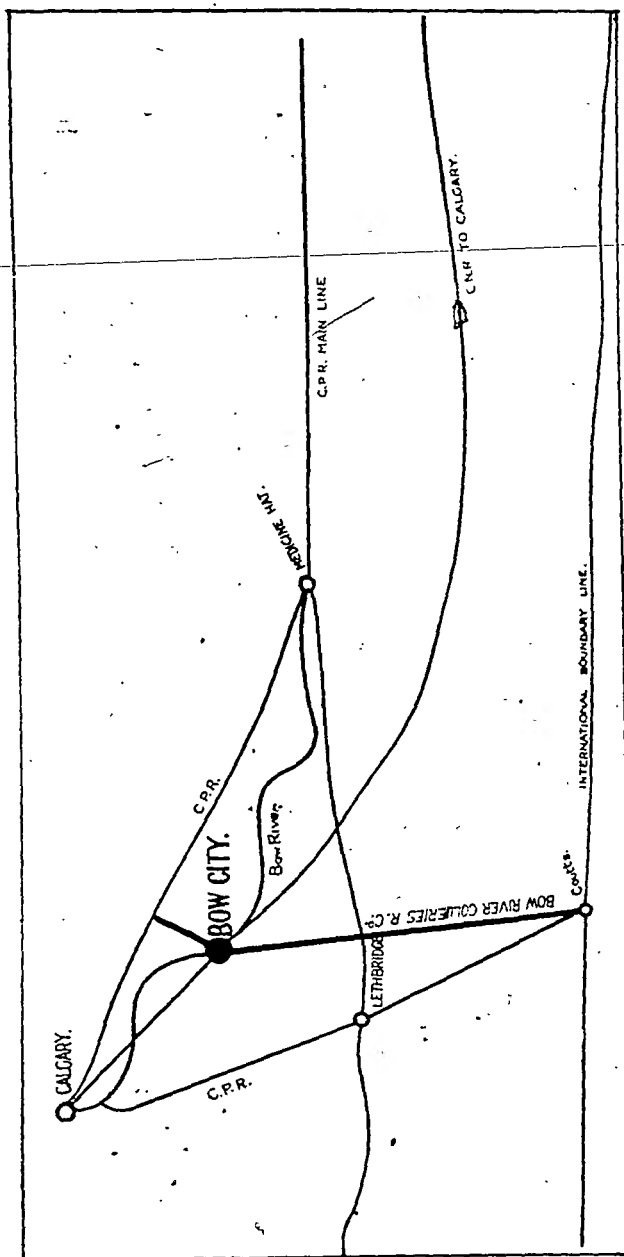 CALGARY.
C.P.R.
BOW CITY.
Bow River
MEDICINE HAT.
C.P.R. MAIN LINE
C.N.R TO CALGARY.
C.P.R.
LETHBRIDGE
BOW RIVER COLLIERIES R. Co.
COUTTS.
INTERNATIONAL BOUNDARY LINE.